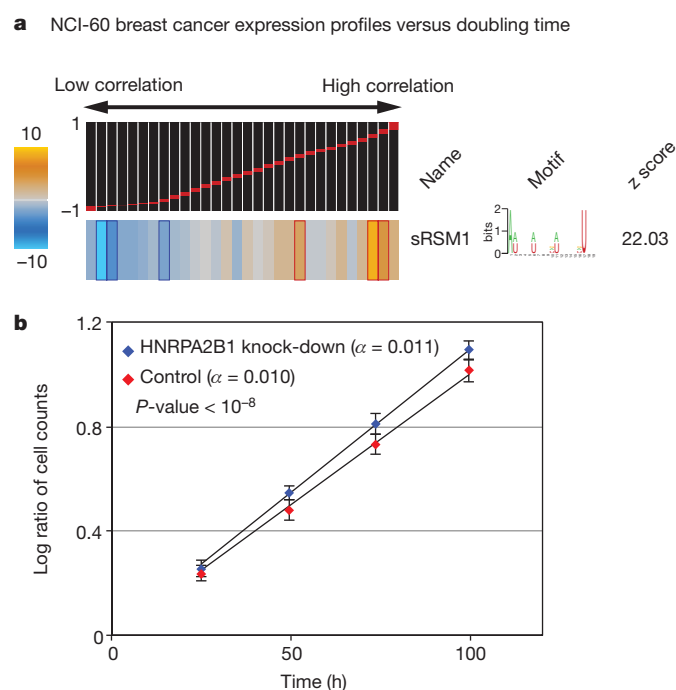 a NCI-60 breast cancer expression profiles versus doubling time
Low correlation High correlation
10
–10
1
–1
Name
Motif
z score
sRSM1
bits
2
1
0
22.03
b
1.2
0.8
0.4
0
HNRPA2B1 knock-down (α = 0.011)
Control (α = 0.010)
P-value < 10⁻⁸
Log ratio of cell counts
0 50 100
Time (h)